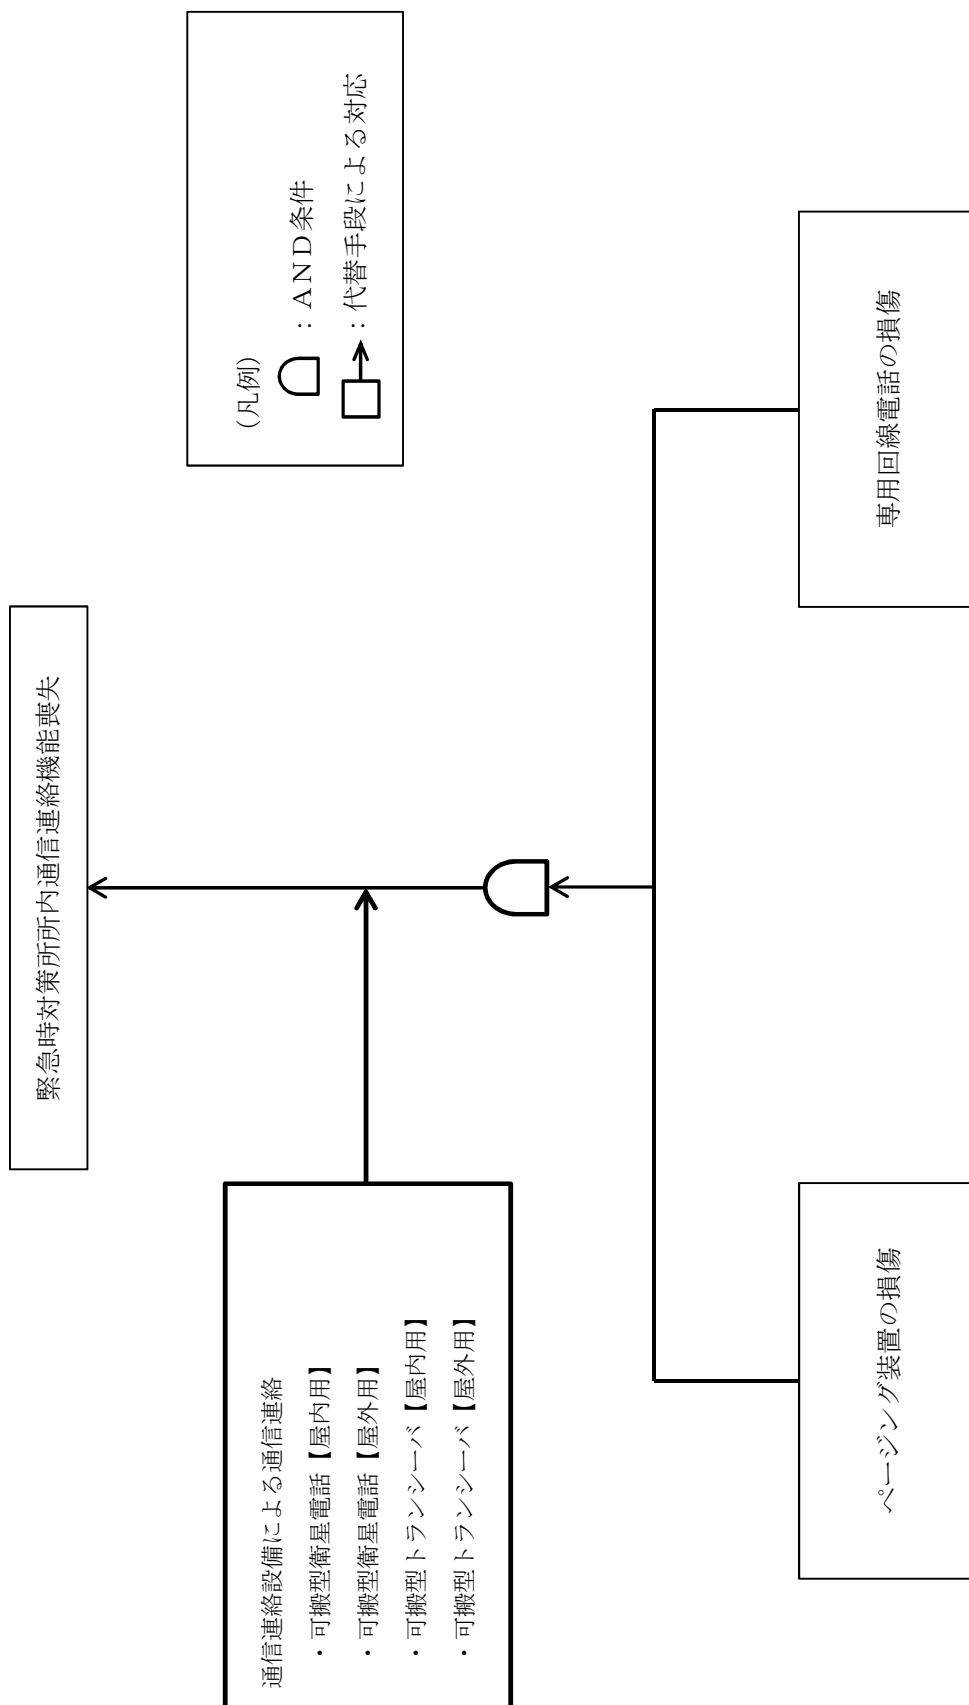 緊急時対策所所内通信連絡機能喪失
通信連絡設備による通信連絡
・可搬型衛星電話【屋内用】
・可搬型衛星電話【屋外用】
・可搬型トランシーバ【屋内用】
・可搬型トランシーバ【屋外用】
(凡例)
：AND条件
：代替手段による対応
ページング装置の損傷
専用回線電話の損傷